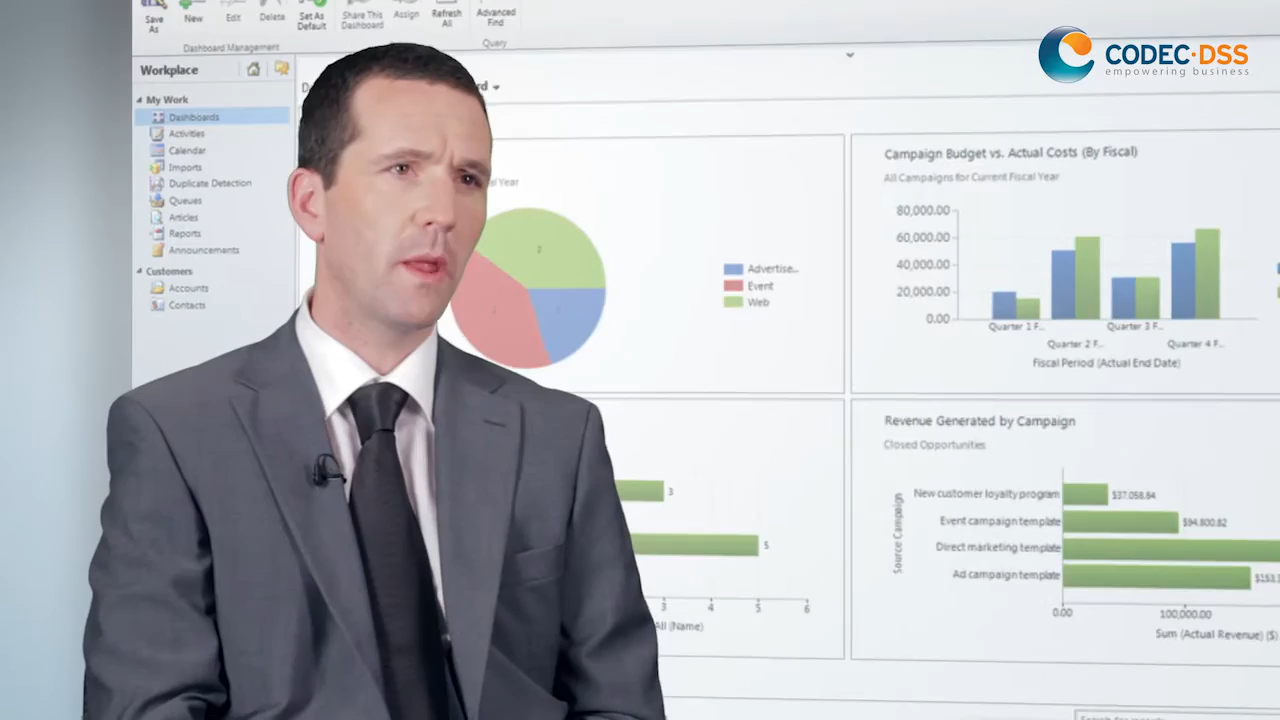 Save As
New
Edit
Delete
Set As Default
Share This Dashboard
Assign
Refresh All
Advanced Find
Dashboard Management
Query
CODEC·DSS
empowering business
Workplace
My Work
Dashboards
Activities
Calendar
Imports
Duplicate Detection
Queues
Articles
Reports
Announcements
Customers
Accounts
Contacts
Year
2
Advertise...
Event
Web
Campaign Budget vs. Actual Costs (By Fiscal)
All Campaigns for Current Fiscal Year
80,000.00
60,000.00
40,000.00
20,000.00
0.00
Quarter 1 F...
Quarter 2 F...
Quarter 3 F...
Quarter 4 F...
Fiscal Period (Actual End Date)
3
5
3 4 5 6
All (Name)
Revenue Generated by Campaign
Closed Opportunities
Source Campaign
New customer loyalty program
$37,058.84
Event campaign template
$94,800.82
Direct marketing template
Ad campaign template
$153,
0.00
100,000.00
Sum (Actual Revenue) ($)